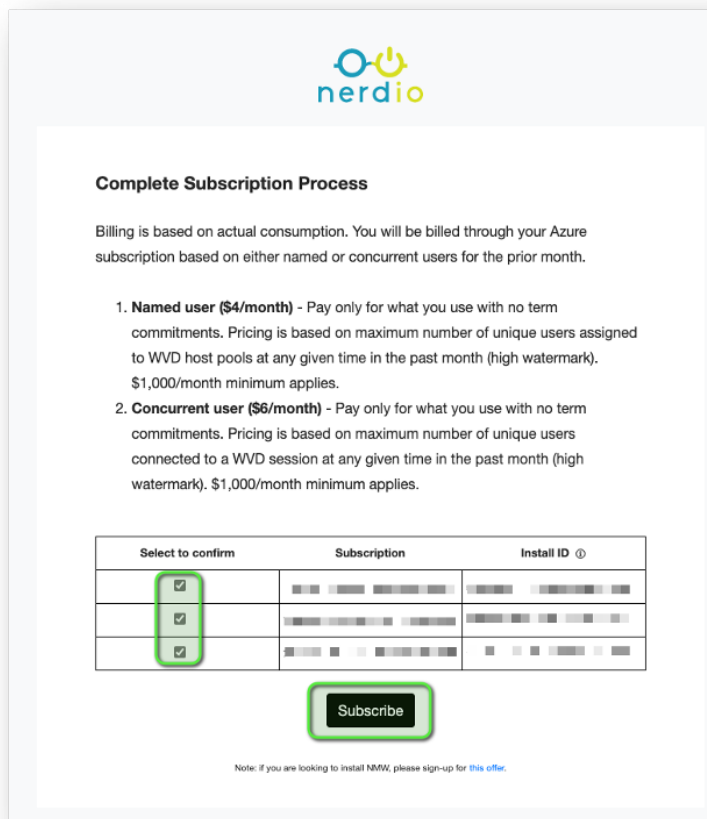 nerdio
Complete Subscription Process
Billing is based on actual consumption. You will be billed through your Azure
subscription based on either named or concurrent users for the prior month.
1. Named user ($4/month) - Pay only for what you use with no term
commitments. Pricing is based on maximum number of unique users assigned
to WVD host pools at any given time in the past month (high watermark).
$1,000/month minimum applies.
2. Concurrent user ($6/month) - Pay only for what you use with no term
commitments. Pricing is based on maximum number of unique users
connected to a WVD session at any given time in the past month (high
watermark). $1,000/month minimum applies.
Select to confirm Subscription Install ID ⓘ
Subscribe
Note: if you are looking to install NMW, please sign-up for this offer.